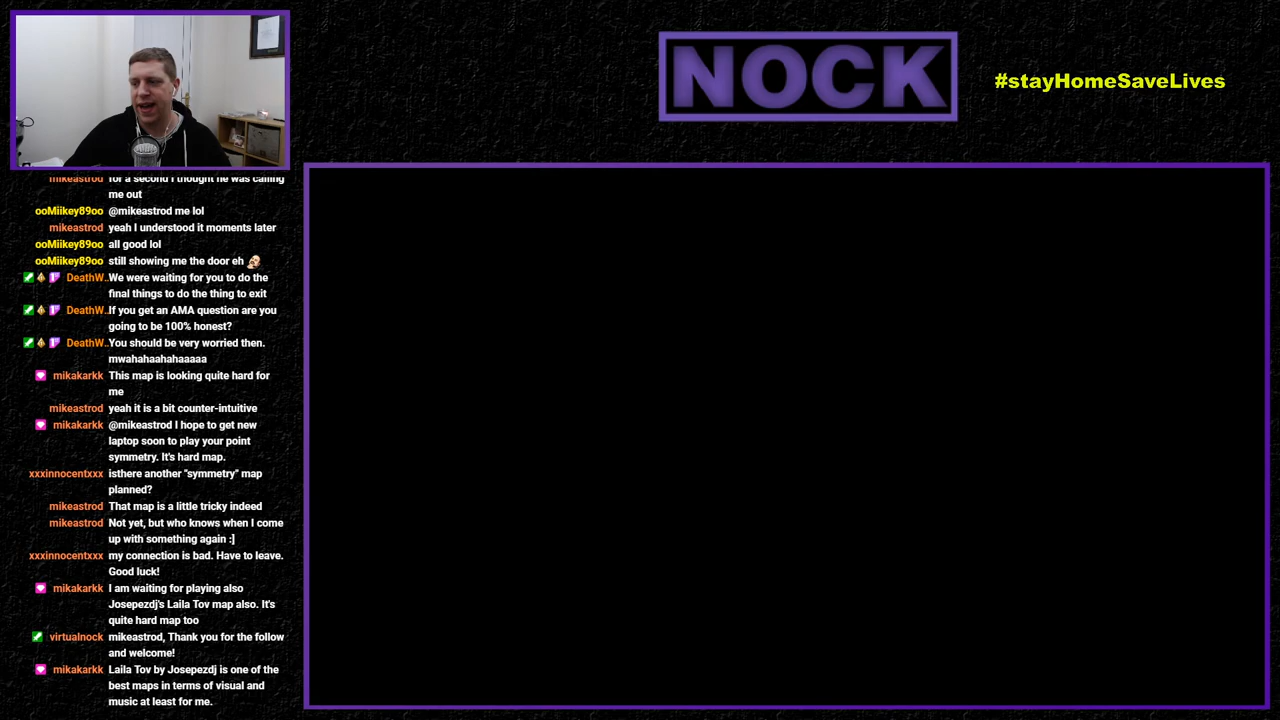 NOCK
#stayHomeSaveLives
mikeastrod for a second I thought he was calling
me out
ooMiikey89oo @mikeastrod me lol
mikeastrod yeah I understood it moments later
ooMiikey89oo all good lol
ooMiikey89oo still showing me the door eh
DeathW.. We were waiting for you to do the
final things to do the thing to exit
DeathW.. If you get an AMA question are you
going to be 100% honest?
DeathW.. You should be very worried then.
mwahahaahahaaaaa
mikakarkk This map is looking quite hard for
me
mikeastrod yeah it is a bit counter-intuitive
mikakarkk @mikeastrod I hope to get new
laptop soon to play your point
symmetry. It's hard map.
xxxinnocentxxx isthere another "symmetry" map
planned?
mikeastrod That map is a little tricky indeed
mikeastrod Not yet, but who knows when I come
up with something again :]
xxxinnocentxxx my connection is bad. Have to leave.
Good luck!
mikakarkk I am waiting for playing also
Josepezdj's Laila Tov map also. It's
quite hard map too
virtualnock mikeastrod, Thank you for the follow
and welcome!
mikakarkk Laila Tov by Josepezdj is one of the
best maps in terms of visual and
music at least for me.